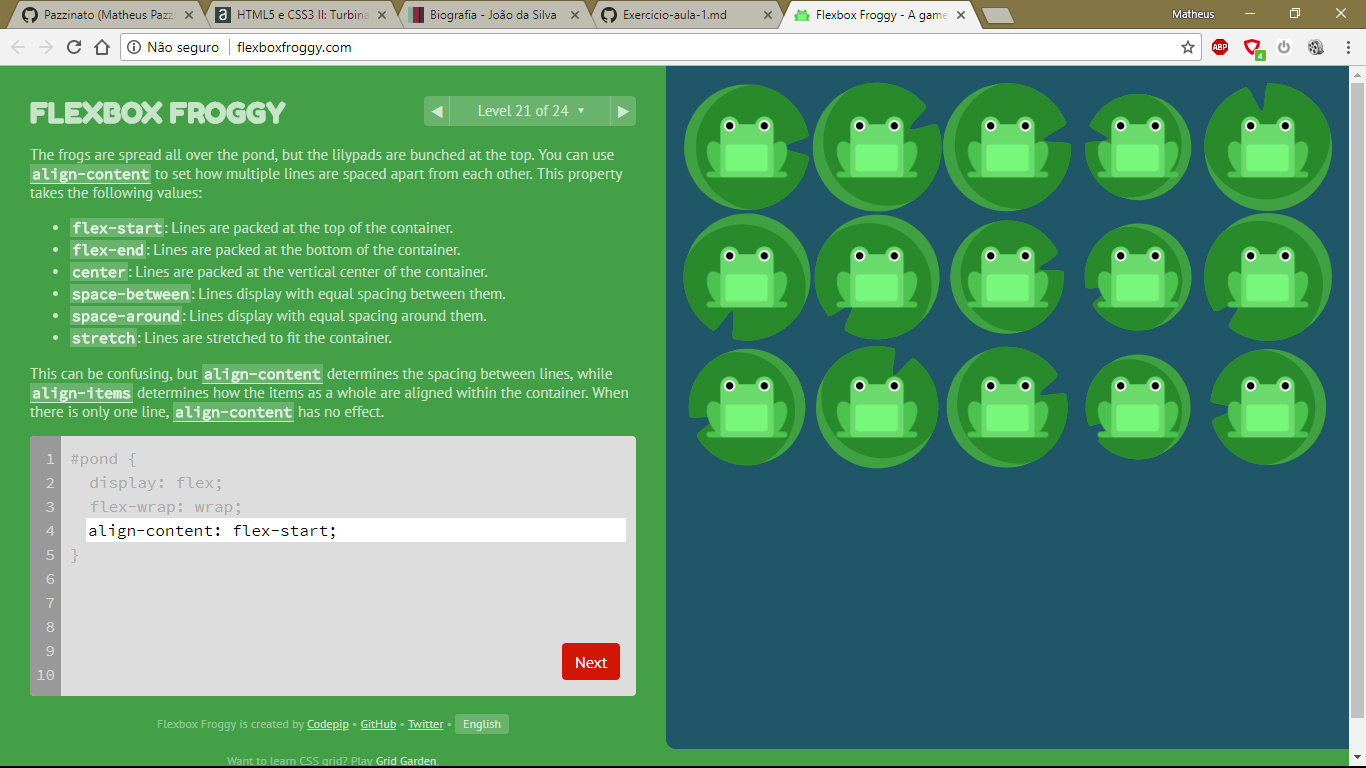 Pazzinato (Matheus Pazzi
HTML5 e CSS3 II: Turbina
Biografia - João da Silva
Exercicio-aula-1.md
Flexbox Froggy - A game
Matheus
Não seguro
flexboxfroggy.com
ABP
4
FLEXBOX FROGGY
◀ Level 21 of 24 ▼ ▶
The frogs are spread all over the pond, but the lilypads are bunched at the top. You can use
align-content to set how multiple lines are spaced apart from each other. This property
takes the following values:
• flex-start: Lines are packed at the top of the container.
• flex-end: Lines are packed at the bottom of the container.
• center: Lines are packed at the vertical center of the container.
• space-between: Lines display with equal spacing between them.
• space-around: Lines display with equal spacing around them.
• stretch: Lines are stretched to fit the container.
This can be confusing, but align-content determines the spacing between lines, while
align-items determines how the items as a whole are aligned within the container. When
there is only one line, align-content has no effect.
1 #pond {
2 display: flex;
3 flex-wrap: wrap;
4 align-content: flex-start;
5 }
6
7
8
9
10
Next
Flexbox Froggy is created by Codepip • GitHub • Twitter • English
Want to learn CSS grid? Play Grid Garden.